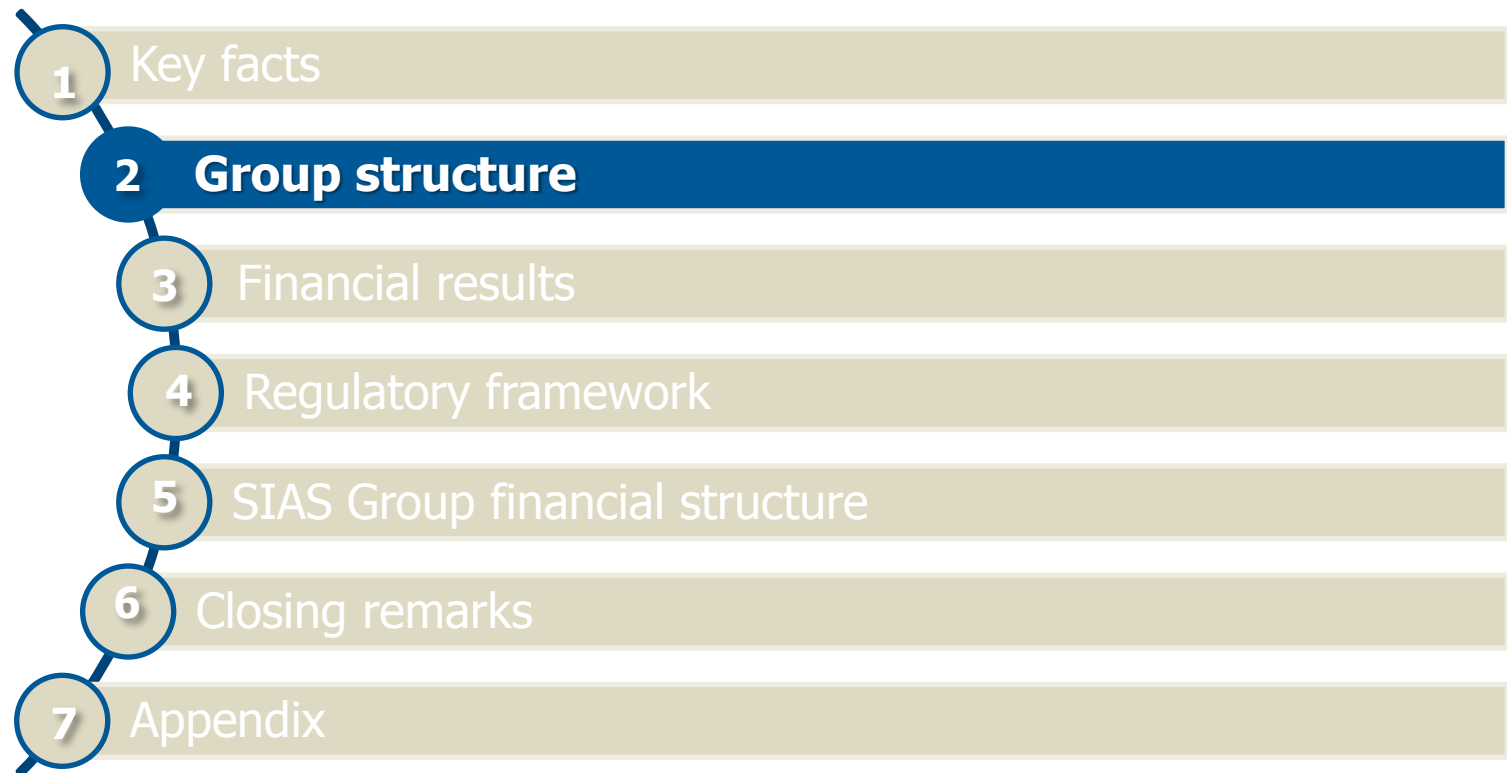 1 Key facts
2 Group structure
3 Financial results
4 Regulatory framework
5 SIAS Group financial structure
6 Closing remarks
7 Appendix